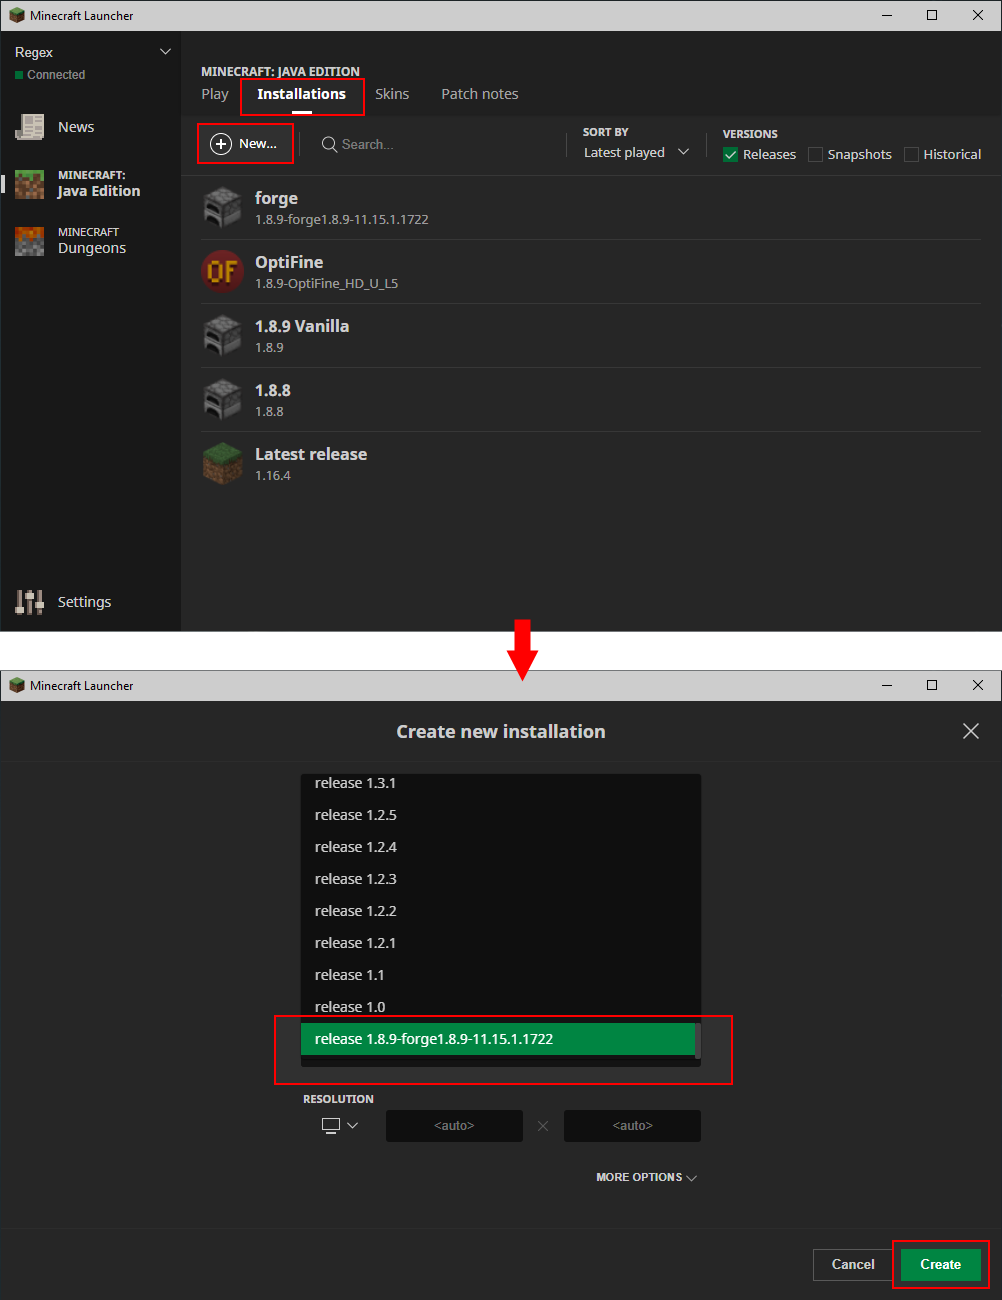 Minecraft Launcher
Regex
Connected
News
MINECRAFT:
Java Edition
MINECRAFT
Dungeons
Settings
MINECRAFT: JAVA EDITION
Play Installations Skins Patch notes
New... Search...
SORT BY
Latest played
VERSIONS
Releases Snapshots Historical
forge
1.8.9-forge1.8.9-11.15.1.1722
OF
OptiFine
1.8.9-OptiFine_HD_U_L5
1.8.9 Vanilla
1.8.9
1.8.8
1.8.8
Latest release
1.16.4
Minecraft Launcher
Create new installation
release 1.3.1
release 1.2.5
release 1.2.4
release 1.2.3
release 1.2.2
release 1.2.1
release 1.1
release 1.0
release 1.8.9-forge1.8.9-11.15.1.1722
RESOLUTION
<auto> <auto>
MORE OPTIONS
Cancel Create